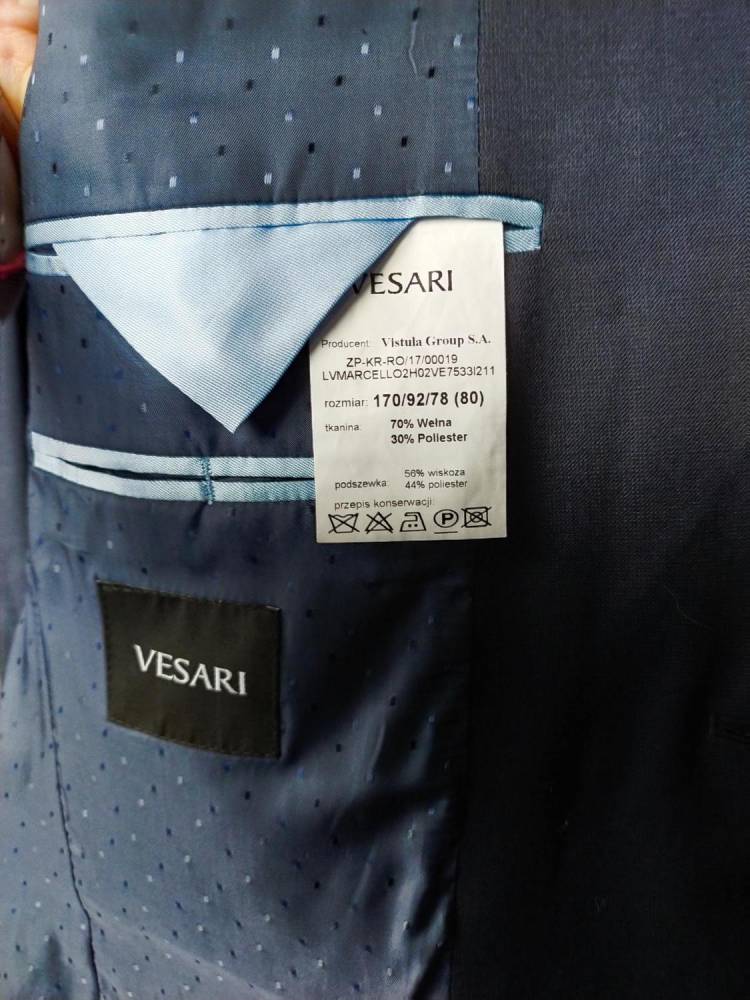 VESARI
Producent: Vistula Group S.A.
ZP-KR-RO/17/00019
LVMARCELLO2H02VE7533I211
rozmiar: 170/92/78 (80)
tkanina: 70% Wełna
30% Poliester
56% wiskoza
podszewka: 44% poliester
przepis konserwacji:
P
VESARI